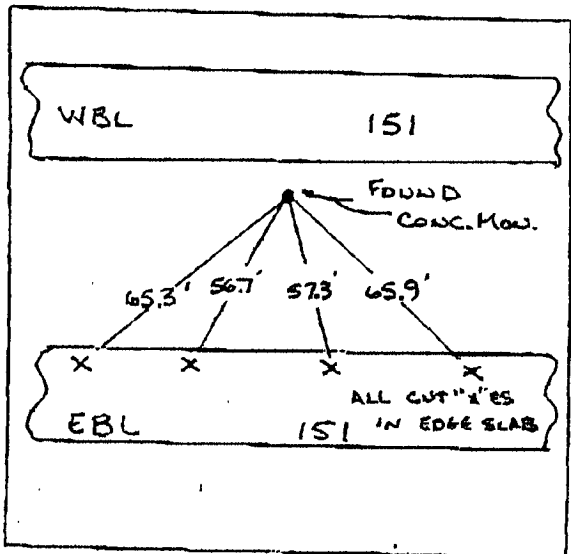 WBL 151
FOUND
CONC. MON.
65.3' 56.7' 57.3' 65.9'
x x x x
ALL CUT "x"ES
EBL 151 IN EDGE SLAB